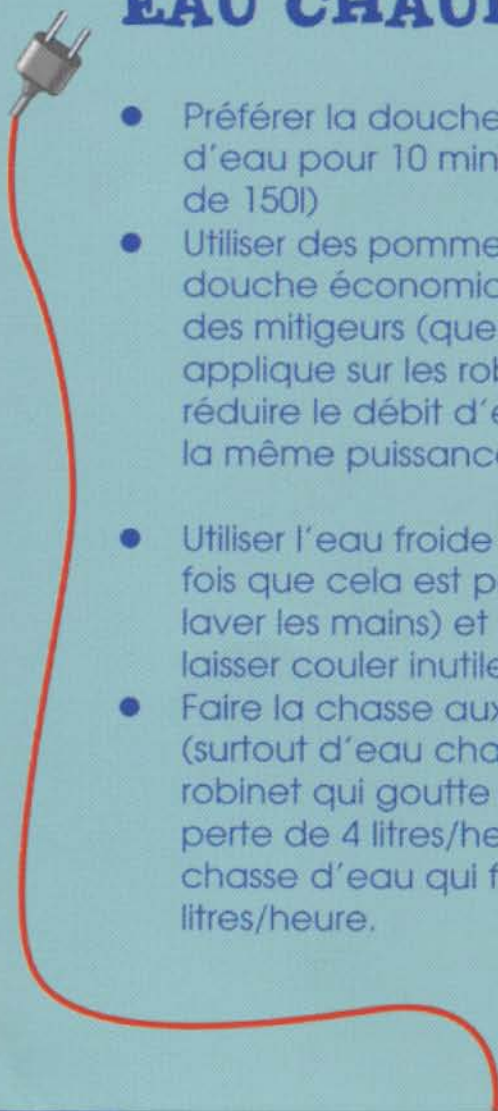 EAU CHAUD
• Préférer la douche
d'eau pour 10 min
de 150l)
• Utiliser des pomme
douche économic
des mitigeurs (que
applique sur les rob
réduire le débit d'e
la même puissance
• Utiliser l'eau froide
fois que cela est p
laver les mains) et
laisser couler inutile
• Faire la chasse aux
(surtout d'eau cha
robinet qui goutte
perte de 4 litres/he
chasse d'eau qui f
litres/heure.